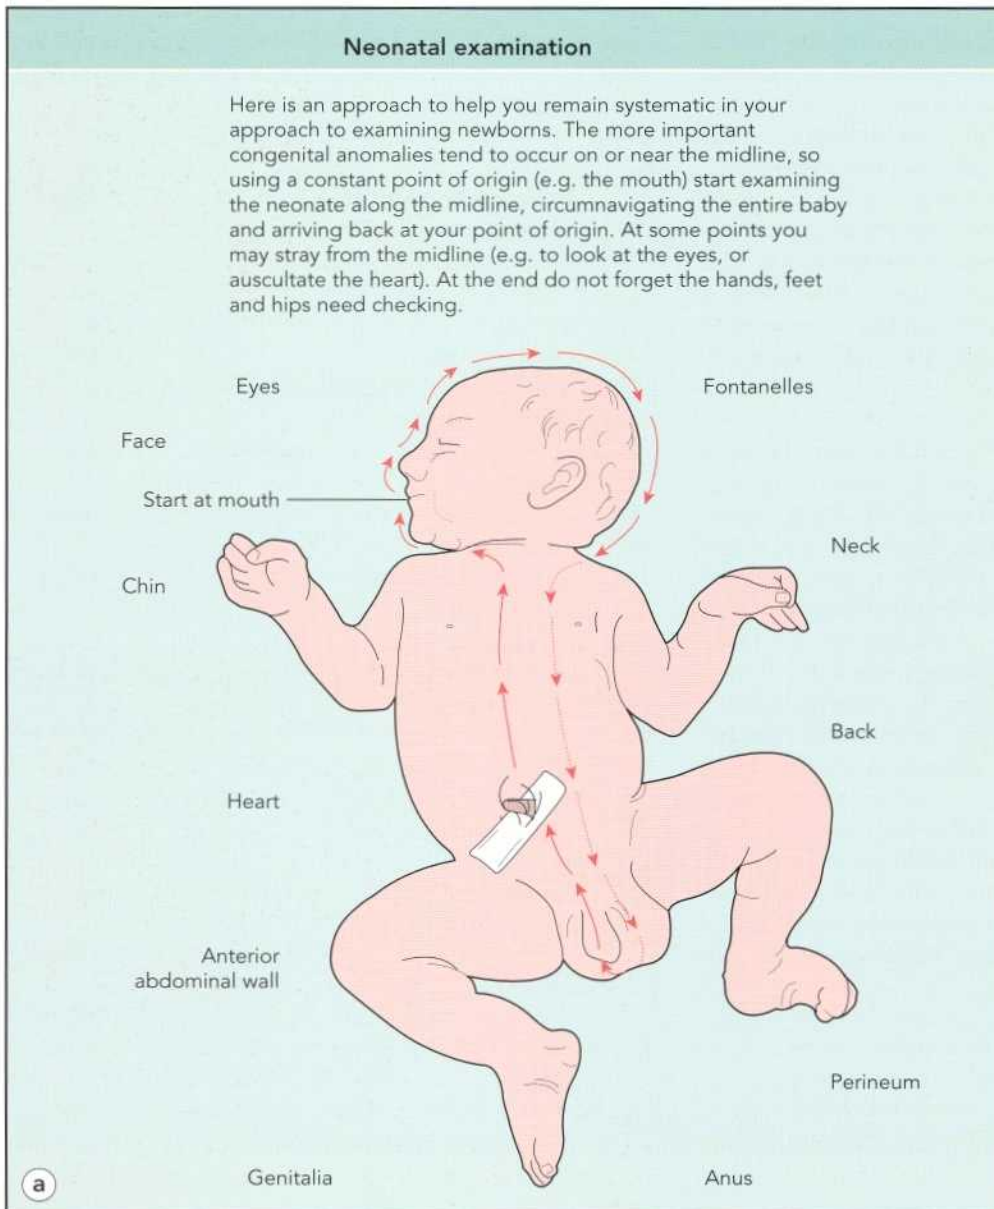 Neonatal examination
Here is an approach to help you remain systematic in your
approach to examining newborns. The more important
congenital anomalies tend to occur on or near the midline, so
using a constant point of origin (e.g. the mouth) start examining
the neonate along the midline, circumnavigating the entire baby
and arriving back at your point of origin. At some points you
may stray from the midline (e.g. to look at the eyes, or
auscultate the heart). At the end do not forget the hands, feet
and hips need checking.
Eyes
Fontanelles
Face
Start at mouth
Neck
Chin
Back
Heart
Anterior
abdominal wall
Perineum
Genitalia
Anus
a